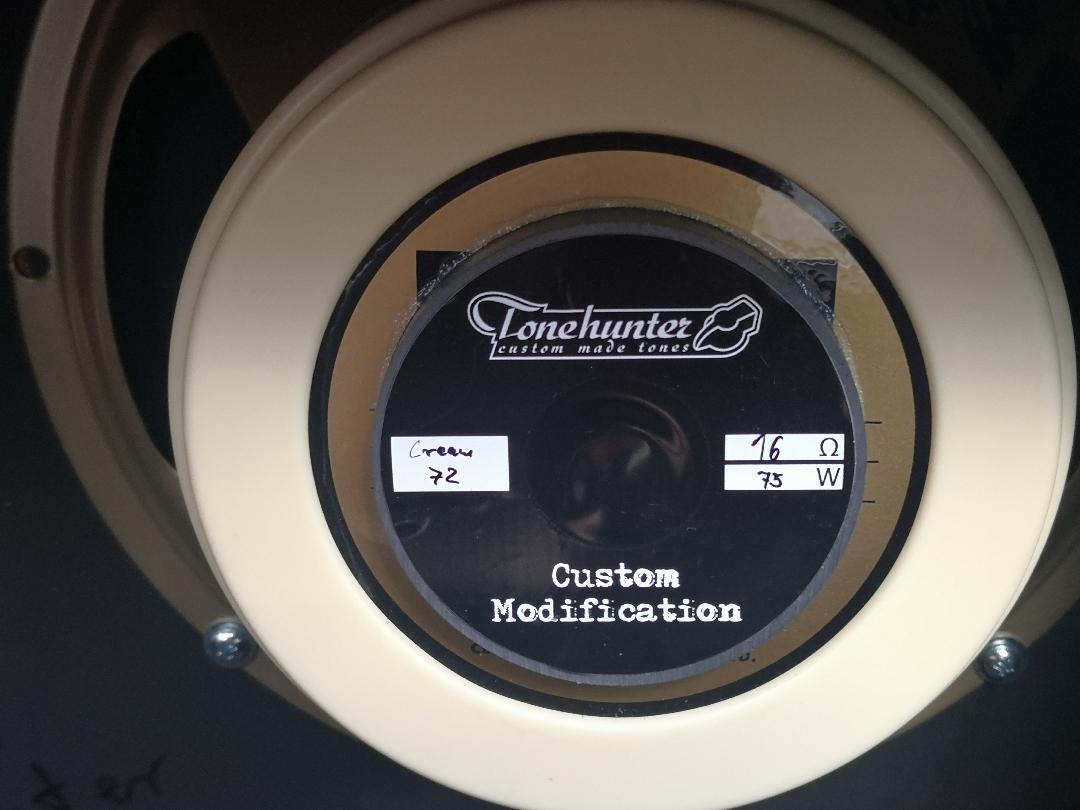 Tonehunter
custom made tones
Cream
72
16 Ω
75 W
Custom
Modification